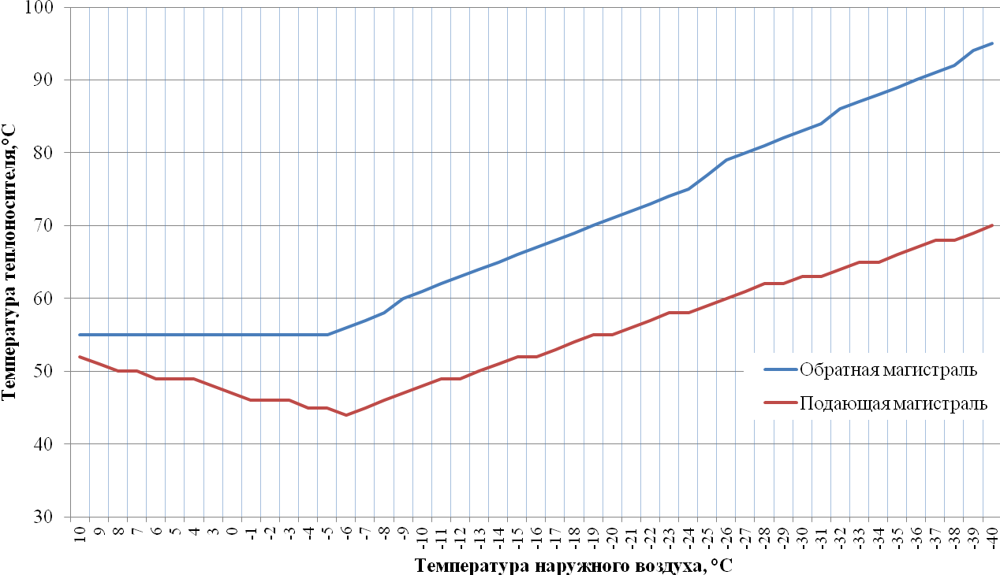 Температура теплоносителя,°С
100
90
80
70
60
50
40
30
Обратная магистраль
Подающая магистраль
10 9 8 7 6 5 4 3 0 -1 -2 -3 -4 -5 -6 -7 -8 -9 -10 -11 -12 -13 -14 -15 -16 -17 -18 -19 -20 -21 -22 -23 -24 -25 -26 -27 -28 -29 -30 -31 -32 -33 -34 -35 -36 -37 -38 -39 -40
Температура наружного воздуха, °С